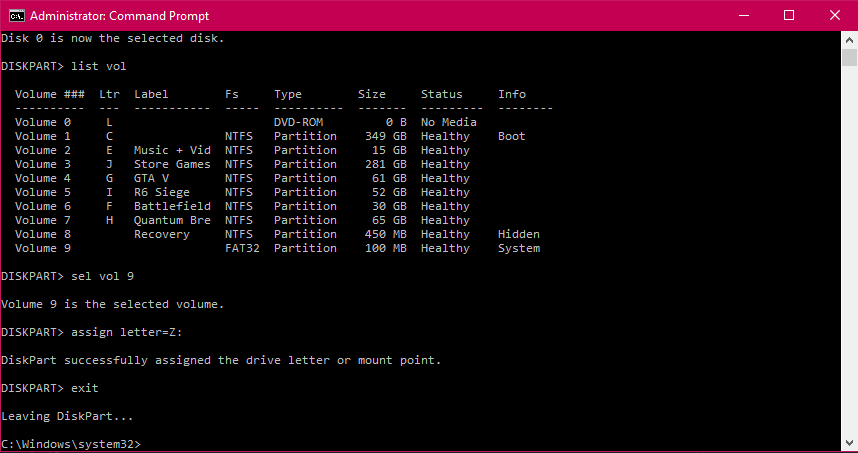 Administrator: Command Prompt
Disk 0 is now the selected disk.
DISKPART> list vol
Volume ### Ltr Label Fs Type Size Status Info
---------- --- ----------- ----- ---------- ------- --------- --------
Volume 0 L DVD-ROM 0 B No Media
Volume 1 C NTFS Partition 349 GB Healthy Boot
Volume 2 E Music + Vid NTFS Partition 15 GB Healthy
Volume 3 J Store Games NTFS Partition 281 GB Healthy
Volume 4 G GTA V NTFS Partition 61 GB Healthy
Volume 5 I R6 Siege NTFS Partition 52 GB Healthy
Volume 6 F Battlefield NTFS Partition 30 GB Healthy
Volume 7 H Quantum Bre NTFS Partition 65 GB Healthy
Volume 8 Recovery NTFS Partition 450 MB Healthy Hidden
Volume 9 FAT32 Partition 100 MB Healthy System
DISKPART> sel vol 9
Volume 9 is the selected volume.
DISKPART> assign letter=Z:
DiskPart successfully assigned the drive letter or mount point.
DISKPART> exit
Leaving DiskPart...
C:\Windows\system32>